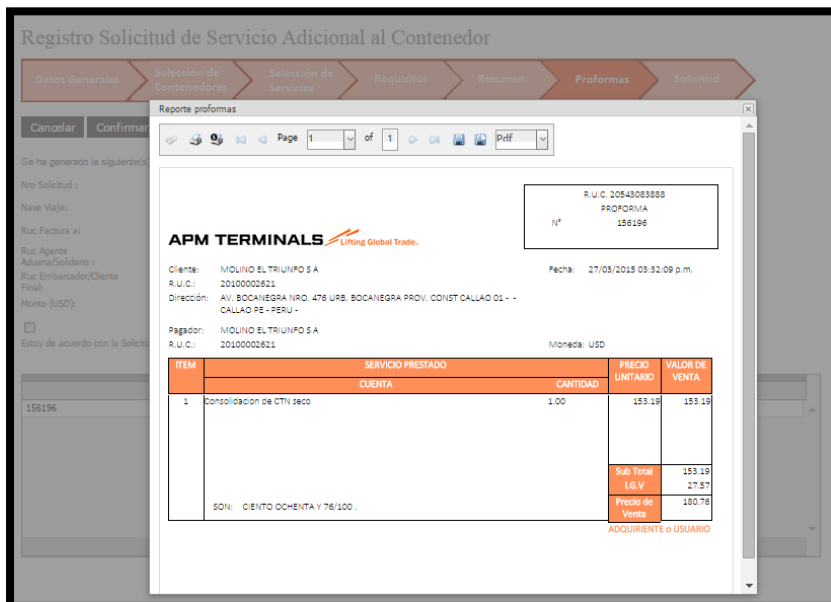 Registro Solicitud de Servicio Adicional al Contenedor
Datos Generales
Selección de
Contenedores
Selección de
Servicios
Requisitos
Resumen
Proformas
Solicitud
Cancelar
Confirmar
Se ha generado la siguiente(s)
Nro Solicitud :
Nave Viaje:
Ruc Factura a:
Ruc Agente
Aduana/Solidario :
Ruc Embarcador/Cliente
Final:
Monto (USD):
Estoy de acuerdo con la Solicitu
156196
Reporte proformas
Page 1 of 1 Pdf
R.U.C. 20543083888
PROFORMA
N° 156196
APM TERMINALS Lifting Global Trade.
Cliente: MOLINO EL TRIUNFO S A Fecha: 27/03/2015 03:32:09 p.m.
R.U.C.: 20100002621
Dirección: AV. BOCANEGRA NRO. 476 URB. BOCANEGRA PROV. CONST CALLAO 01 - -
CALLAO PE - PERU -
Pagador: MOLINO EL TRIUNFO S A
R.U.C.: 20100002621 Moneda: USD
ITEM SERVICIO PRESTADO PRECIO UNITARIO VALOR DE VENTA
CUENTA CANTIDAD
1 Consolidacion de CTN seco 1.00 153.19 153.19
Sub Total 153.19
I.G.V 27.57
SON: CIENTO OCHENTA Y 76/100 . Precio de Venta 180.76
ADQUIRIENTE o USUARIO